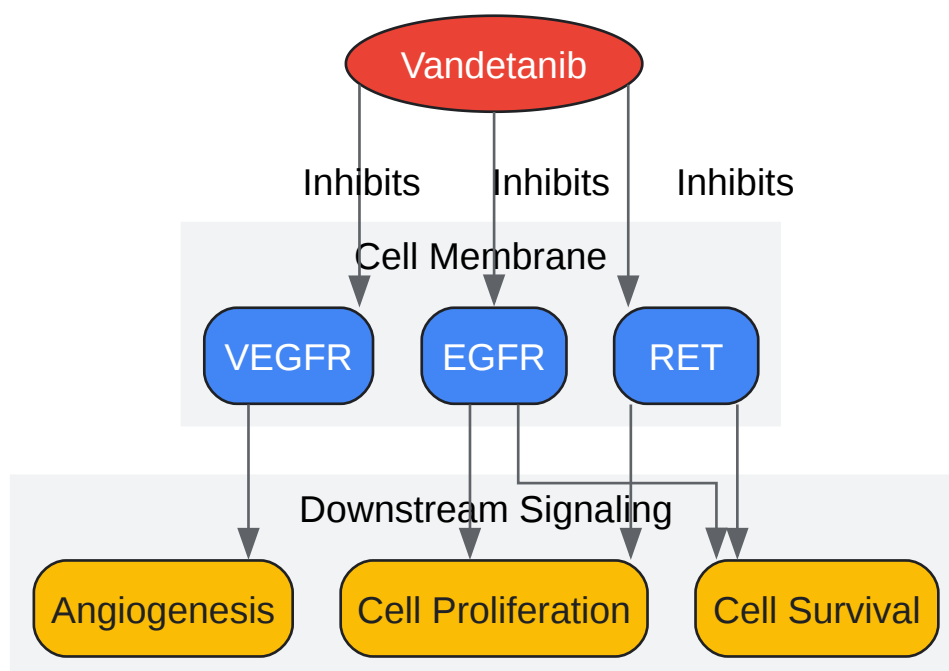 Vandetanib
Inhibits Inhibits Inhibits
Cell Membrane
VEGFR EGFR RET
Downstream Signaling
Angiogenesis Cell Proliferation Cell Survival